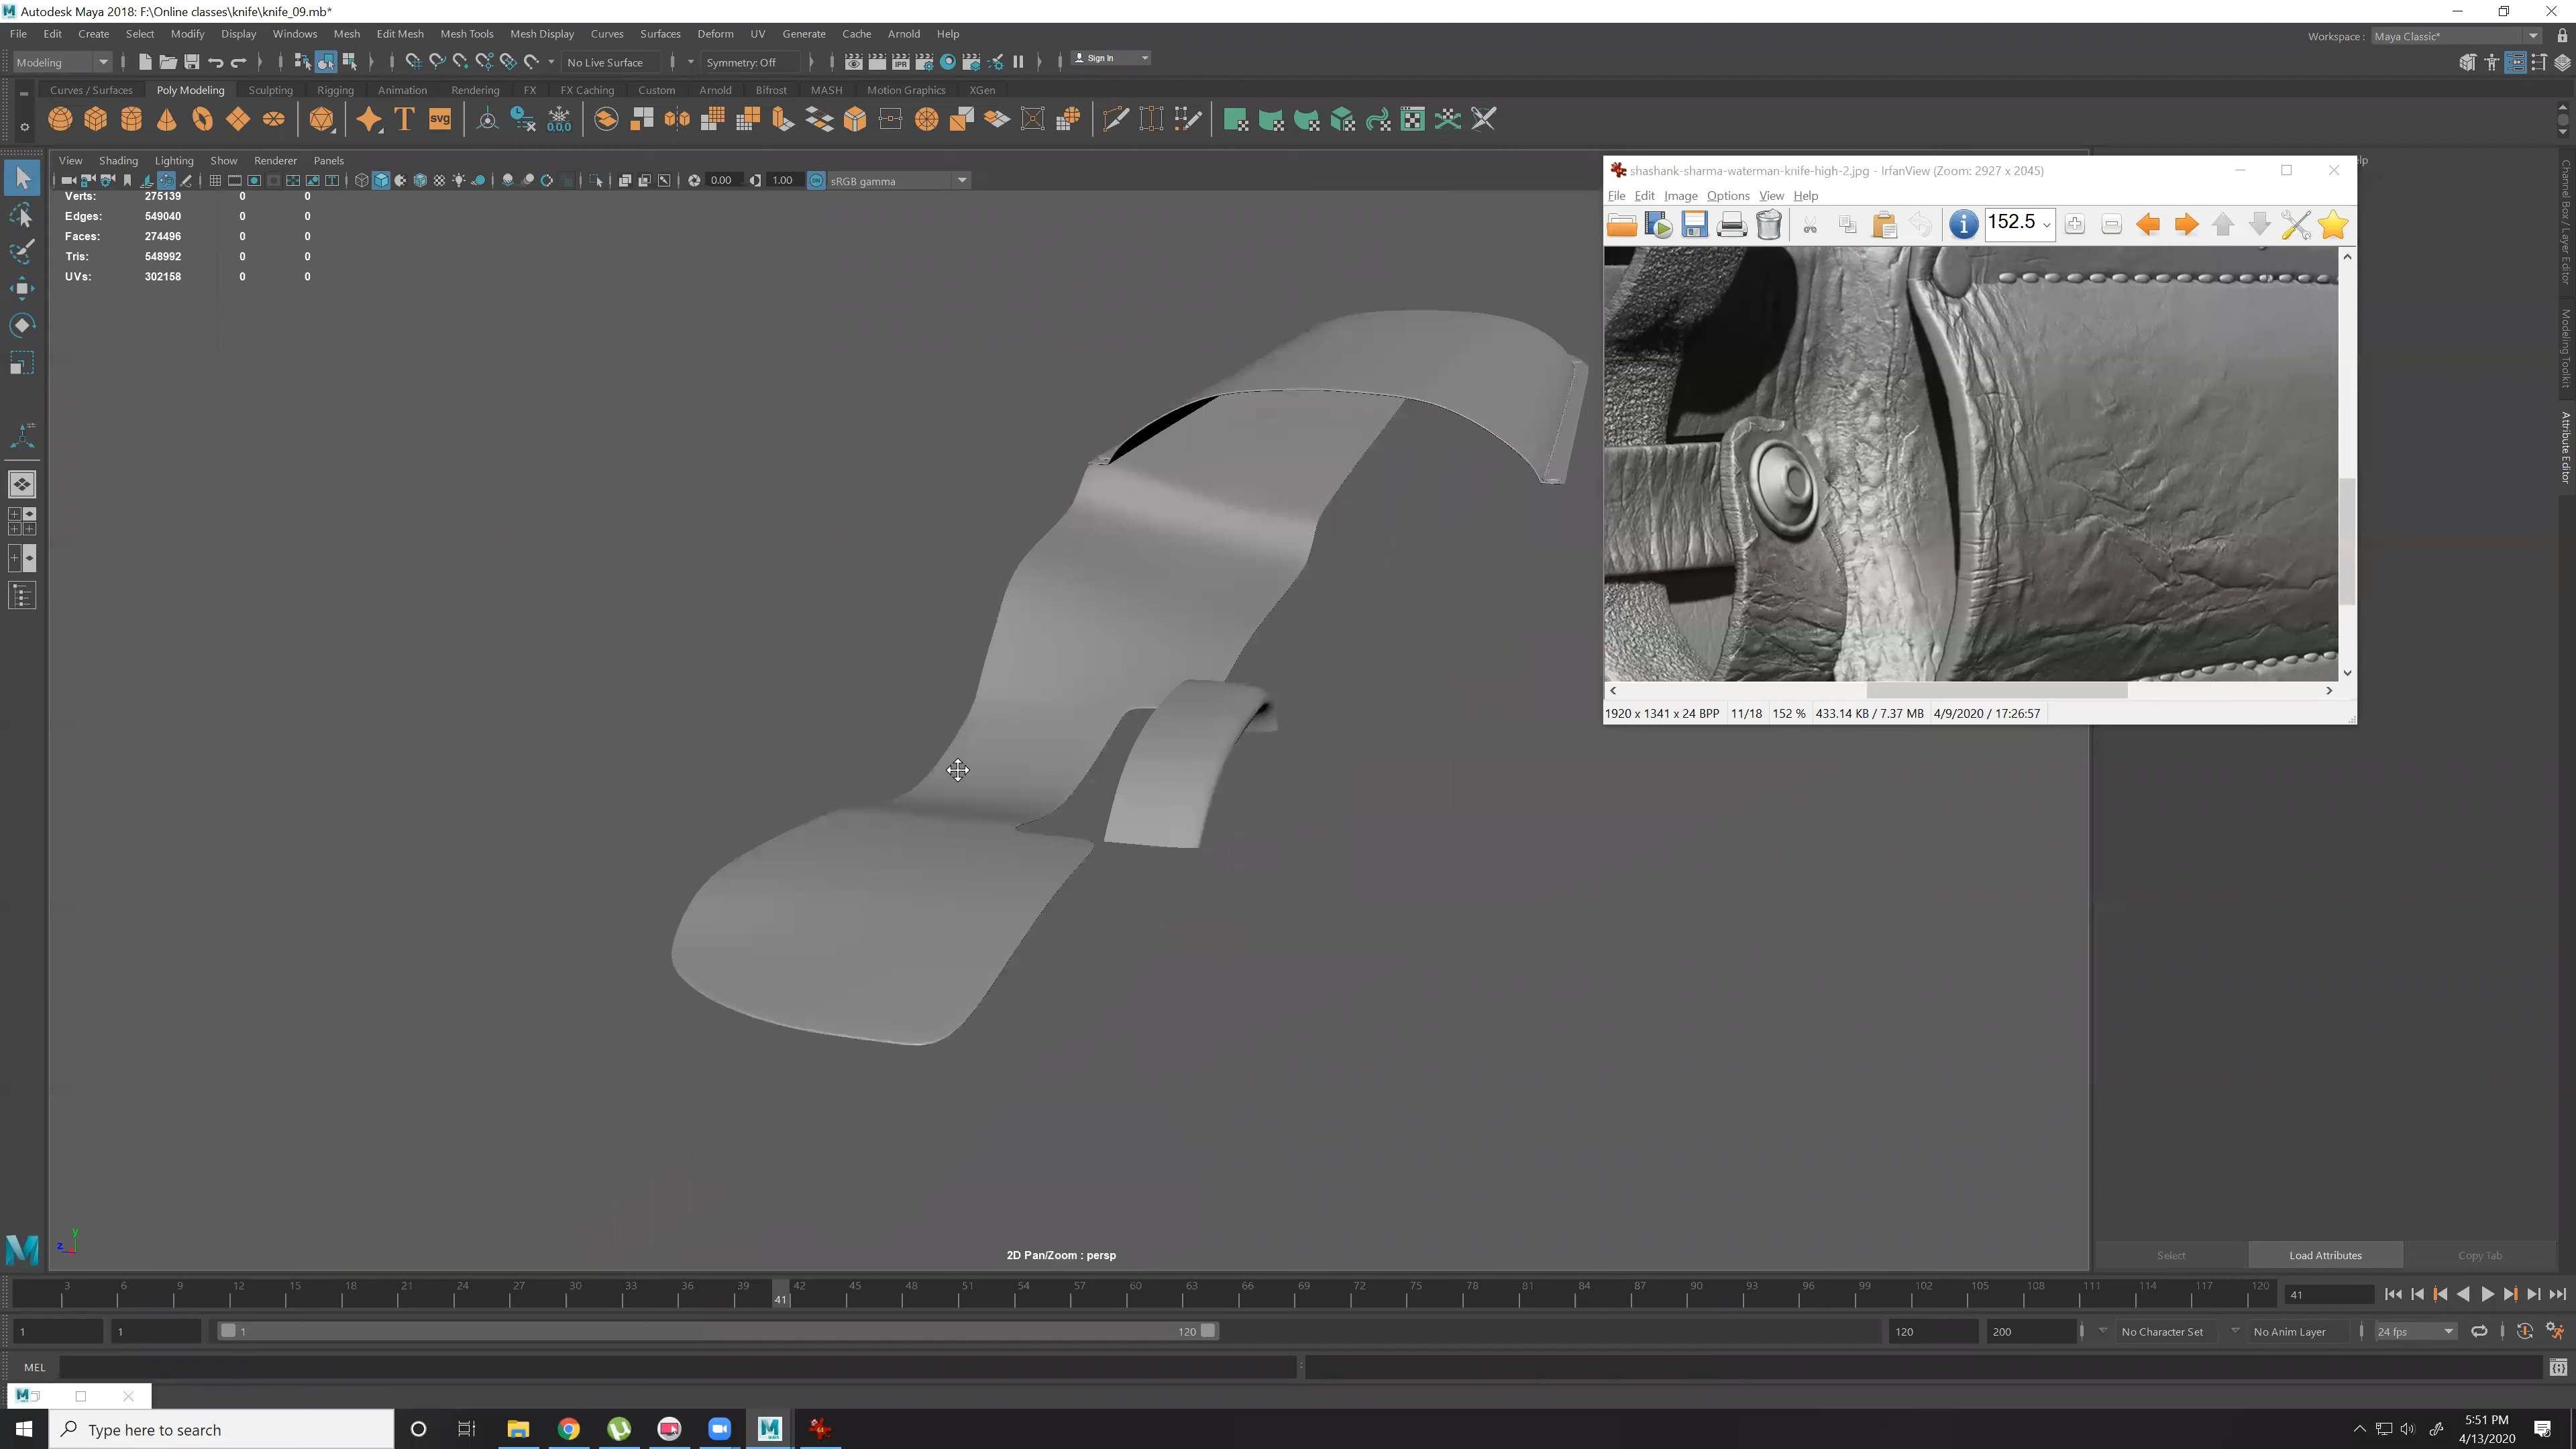 Autodesk Maya 2018: F:\Online classes\knife\knife_09.mb*
File Edit Create Select Modify Display Windows Mesh Edit Mesh Mesh Tools Mesh Display Curves Surfaces Deform UV Generate Cache Arnold Help
Workspace : Maya Classic*
Modeling No Live Surface Symmetry: Off Sign In
Curves / Surfaces Poly Modeling Sculpting Rigging Animation Rendering FX FX Caching Custom Arnold Bifrost MASH Motion Graphics XGen
View Shading Lighting Show Renderer Panels
0.00 1.00 sRGB gamma
Verts: 275139 0 0
Edges: 549040 0 0
Faces: 274496 0 0
Tris: 548992 0 0
UVs: 302158 0 0
shashank-sharma-waterman-knife-high-2.jpg - IrfanView (Zoom: 2927 x 2045)
File Edit Image Options View Help
152.5
1920 x 1341 x 24 BPP 11/18 152 % 433.14 KB / 7.37 MB 4/9/2020 / 17:26:57
Channel Box / Layer Editor
Modeling Toolkit
Attribute Editor
2D Pan/Zoom : persp
Select Load Attributes Copy Tab
3 6 9 12 15 18 21 24 27 30 33 36 39 42 45 48 51 54 57 60 63 66 69 72 75 78 81 84 87 90 93 96 99 102 105 108 111 114 117 120
41 41
1 1 1 120 120 200 No Character Set No Anim Layer 24 fps
MEL
Type here to search
5:51 PM
4/13/2020